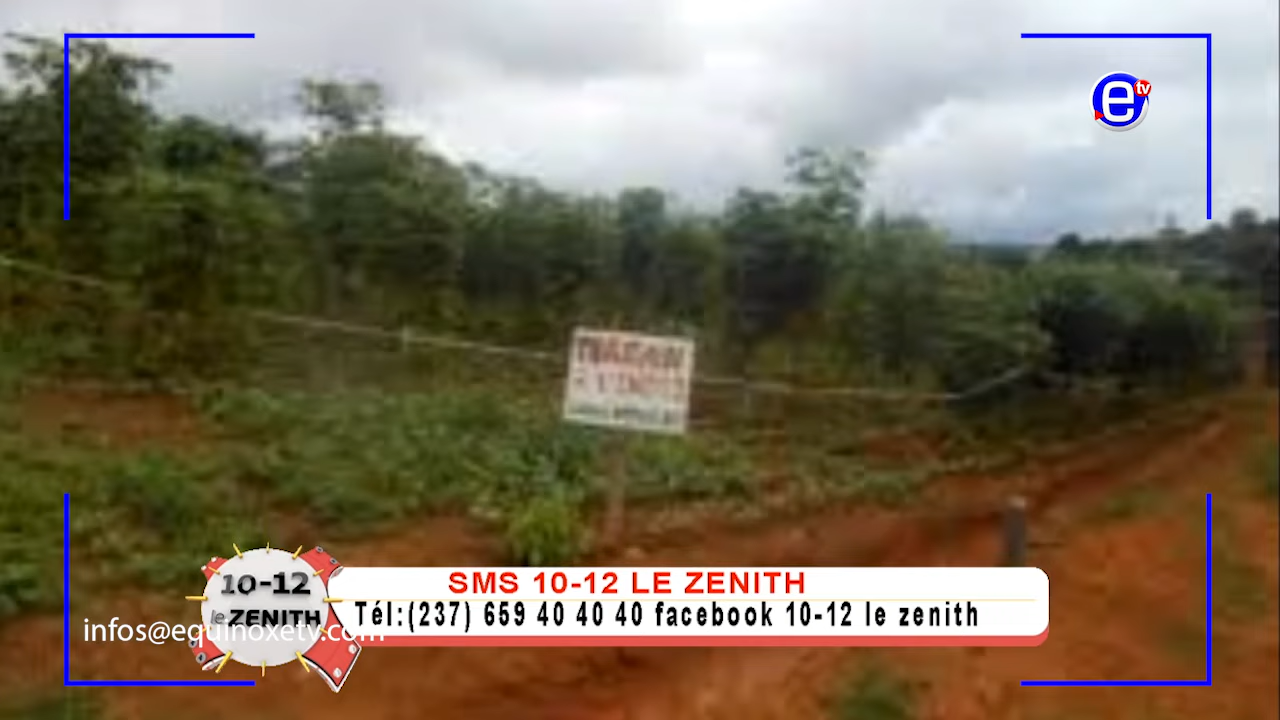 e tv
SMS 10-12 LE ZENITH
Tél:(237) 659 40 40 40 facebook 10-12 le zenith
10-12
le ZENITH
infos@equinoxetv.com